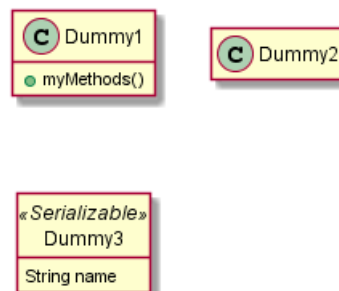 C Dummy1
myMethods()
C Dummy2
«Serializable»
Dummy3
String name